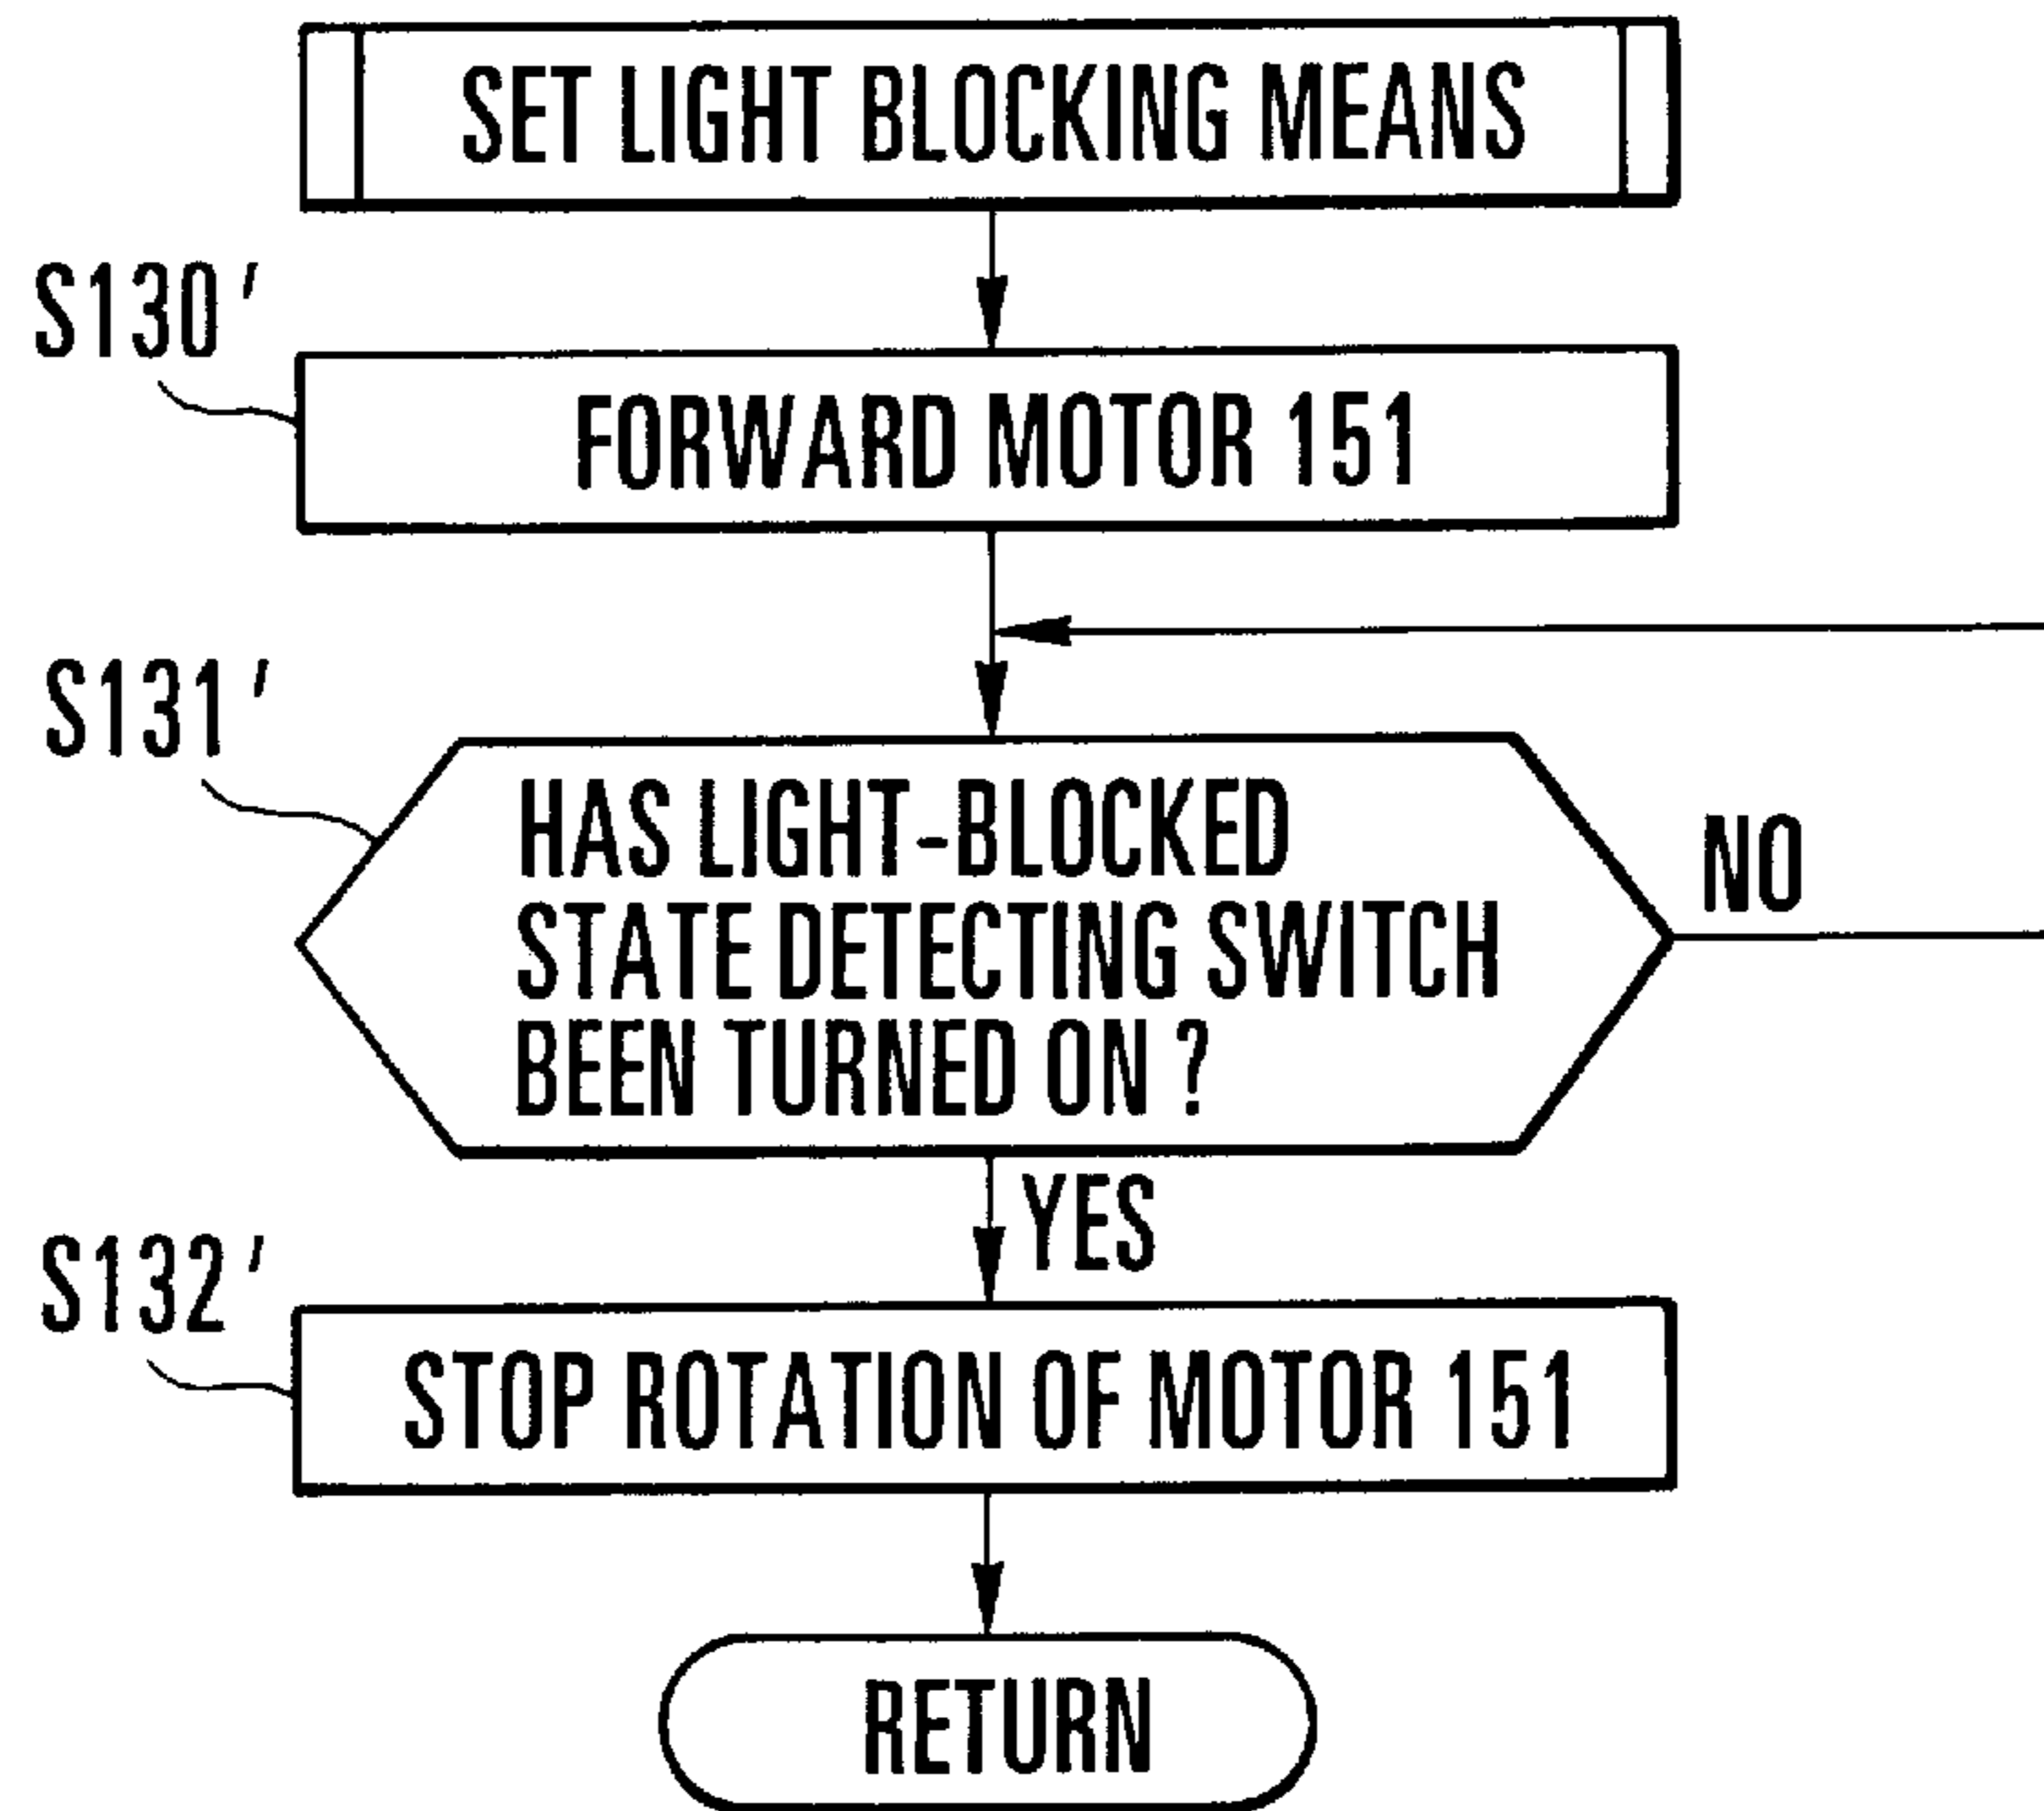 SET LIGHT BLOCKING MEANS
S130'
FORWARD MOTOR 151
S131'
HAS LIGHT-BLOCKED
STATE DETECTING SWITCH
BEEN TURNED ON ?
NO
YES
S132'
STOP ROTATION OF MOTOR 151
RETURN